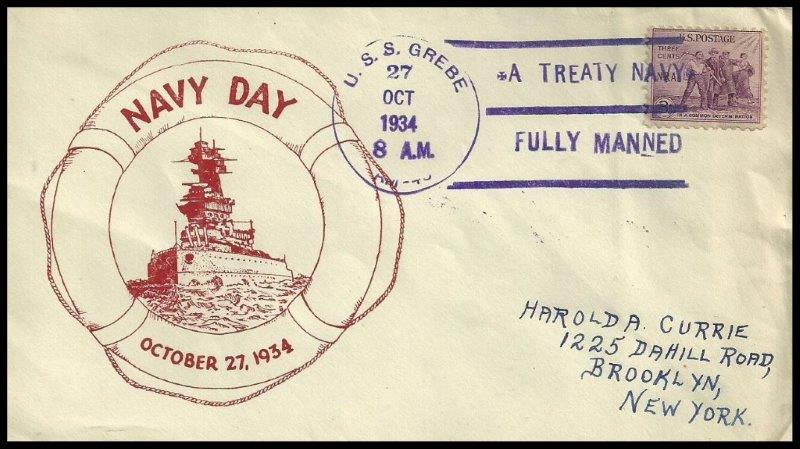 NAVY DAY
OCTOBER 27, 1934
U. S. S. GREBE
27
OCT
1934
8 A.M.
A TREATY NAVY
FULLY MANNED
U.S. POSTAGE
THREE
CENTS
HAROLD A. CURRIE
1225 DAHILL ROAD,
BROOKLYN,
NEW YORK.